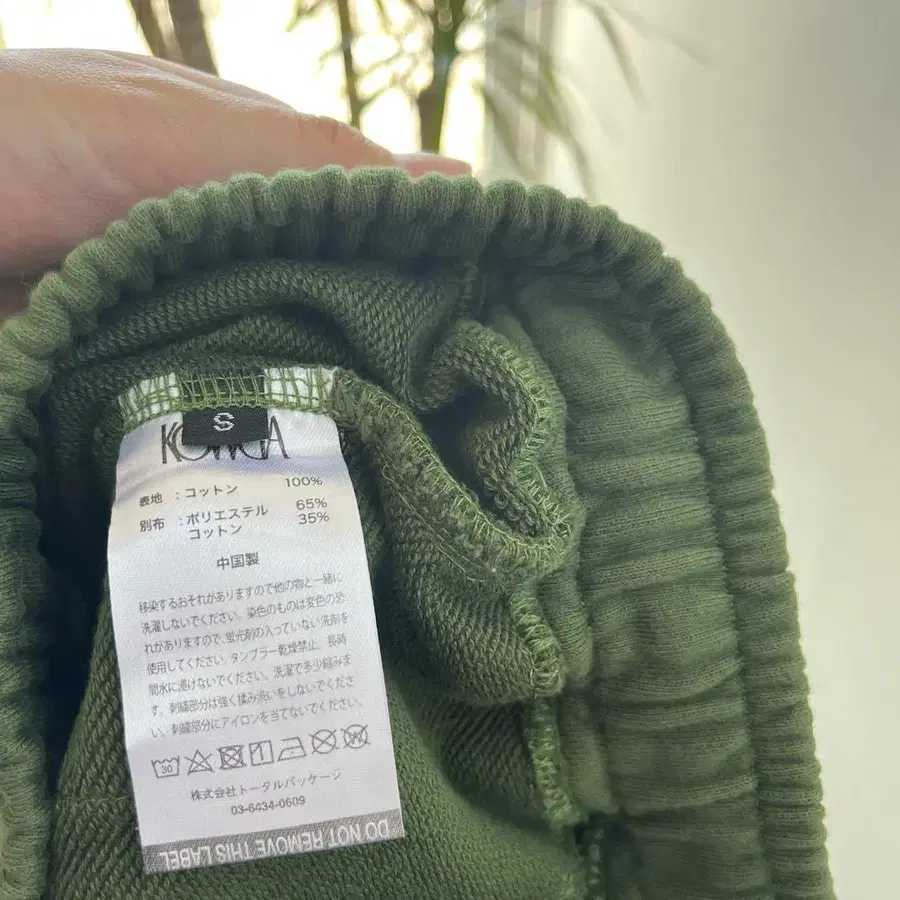 S
表地 : コットン 100%
別布 : ポリエステル 65%
コットン 35%
中国製
移染するおそれがありますので他の物と一緒に
洗濯しないでください。染色のものは変色の恐
れがありますので、蛍光剤の入っていない洗剤を
使用してください。タンブラー乾燥禁止。長時
間水に浸けないでください。洗濯で多少縮みま
す。刺繍部分は強く揉み洗いをしないでくださ
い。刺繍部分にアイロンを当てないでください。
30
株式会社トータルパッケージ
03-6434-0609
DO NOT REMOVE THIS LABEL